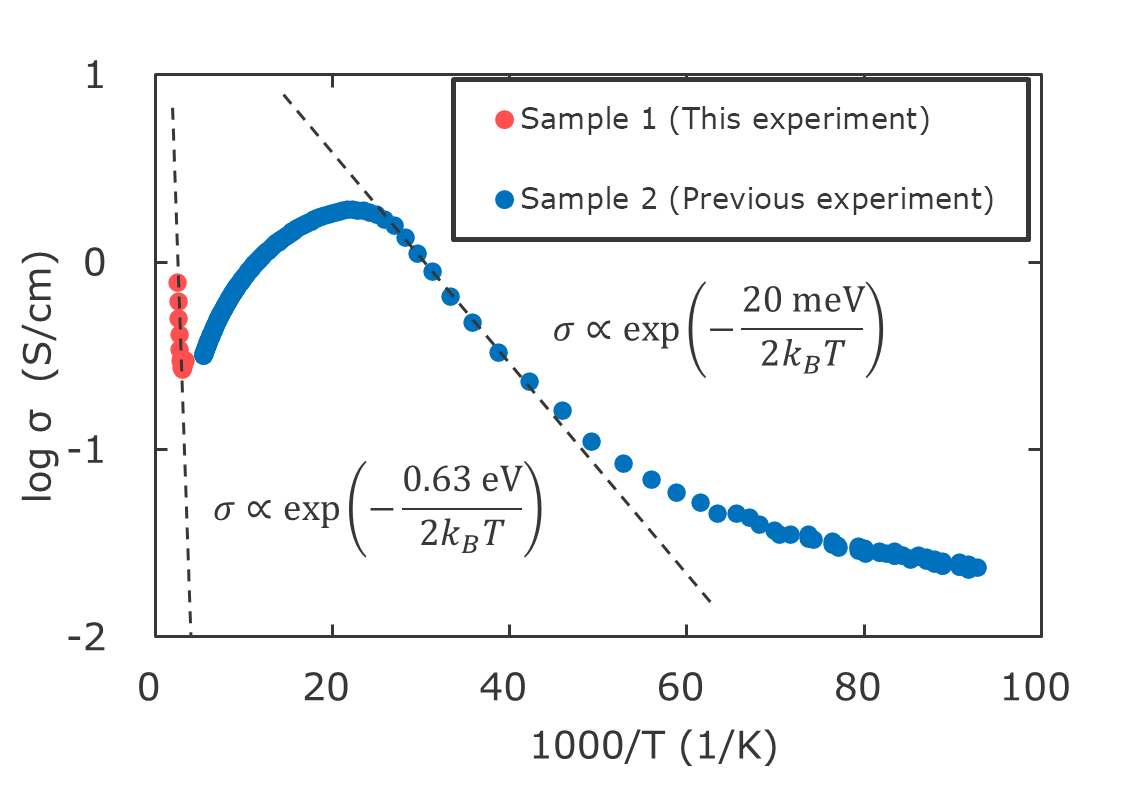 1
0
-1
-2
log σ (S/cm)
Sample 1 (This experiment)
Sample 2 (Previous experiment)
σ ∝ exp(−20 meV/2k_BT)
σ ∝ exp(−0.63 eV/2k_BT)
0 20 40 60 80 100
1000/T (1/K)